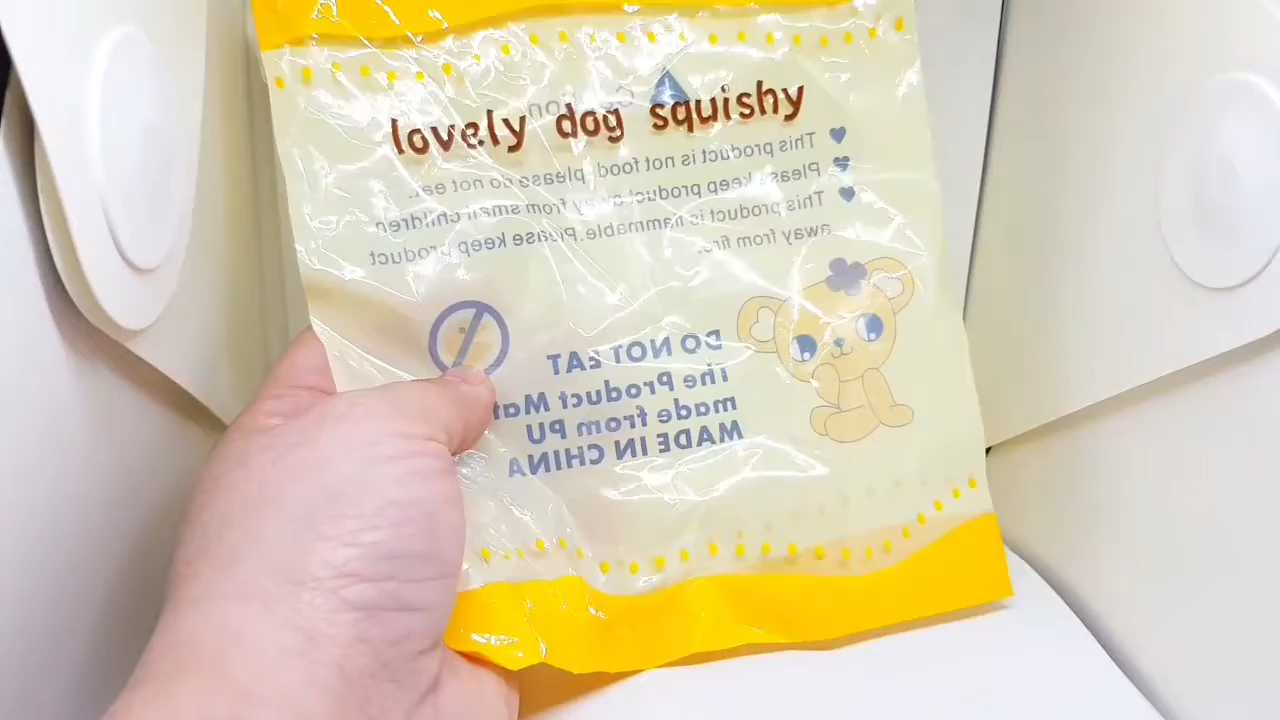 Caution
lovely dog squishy
This product is not food, please do not eat.
Please keep product away from small children
This product is flammable.Please keep product
away from fire.
DO NOT EAT
The Product Mat
made from PU
MADE IN CHINA